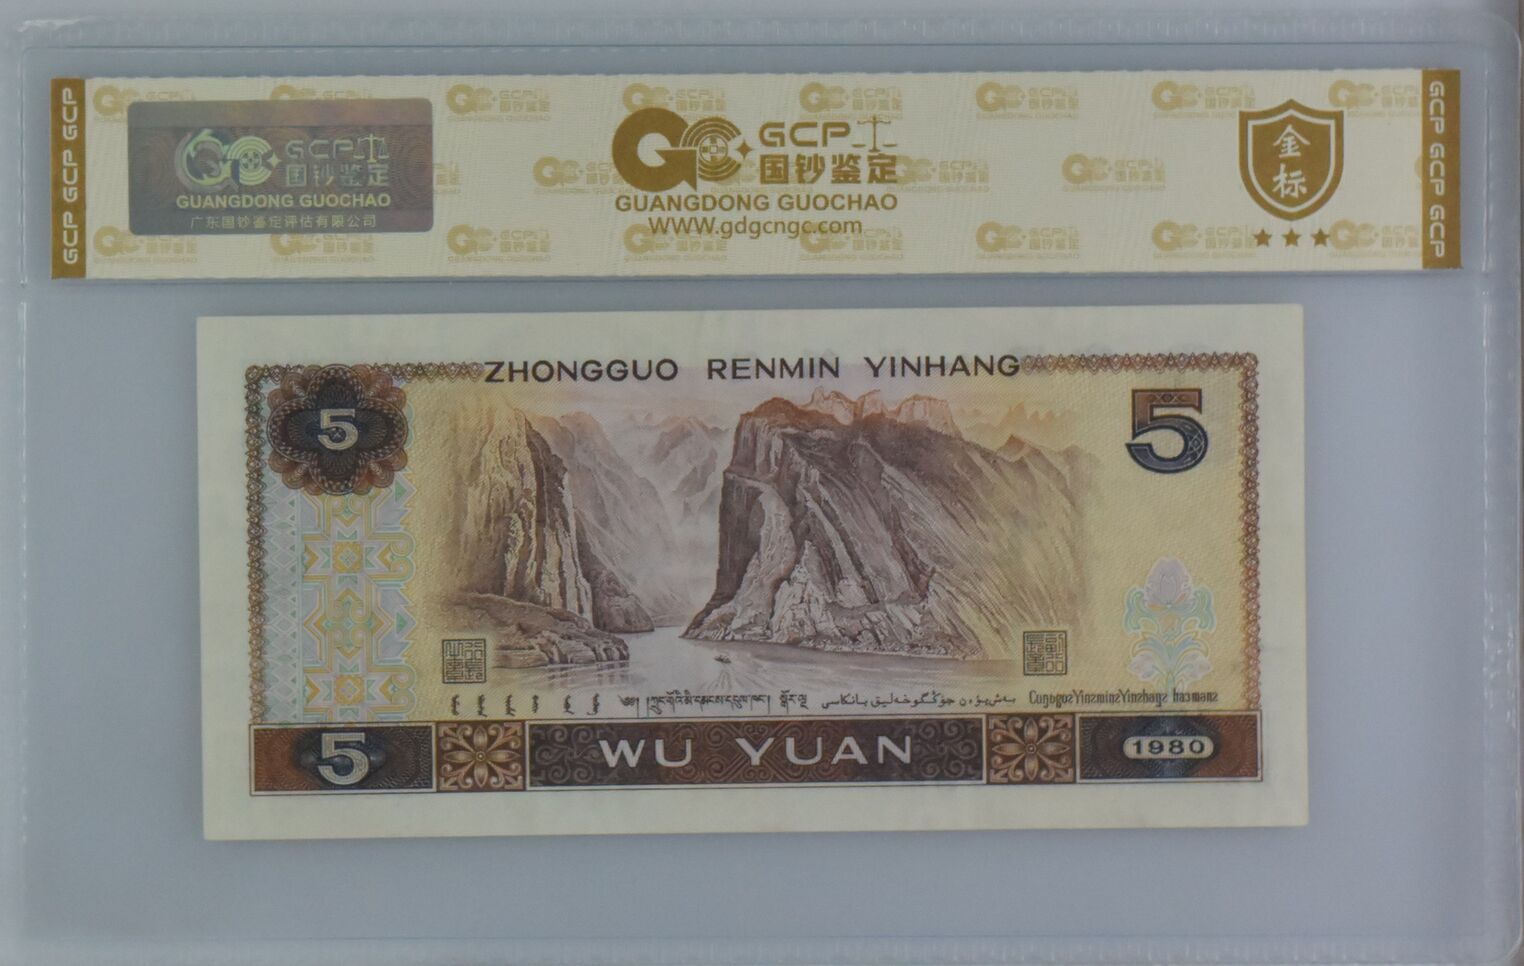 GCP GCP GCP
GCP
国钞鉴定
GUANGDONG GUOCHAO
广东国钞鉴定评估有限公司
GCP
国钞鉴定
GUANGDONG GUOCHAO
WWW.gdgcngc.com
金标
GCP GCP GCP
ZHONGGUO RENMIN YINHANG
5
5
5
WU YUAN
1980